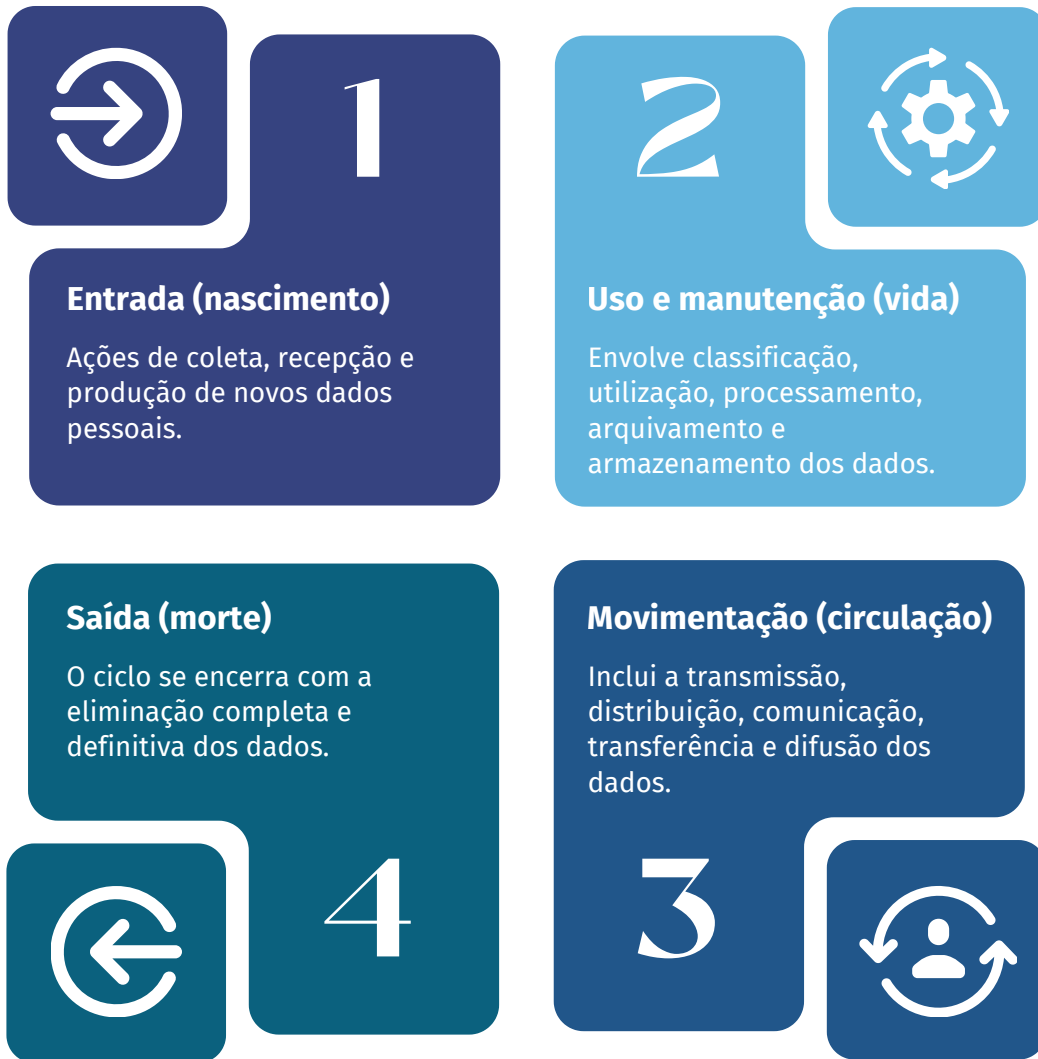 1
Entrada (nascimento)
Ações de coleta, recepção e
produção de novos dados
pessoais.
2
Uso e manutenção (vida)
Envolve classificação,
utilização, processamento,
arquivamento e
armazenamento dos dados.
Movimentação (circulação)
Inclui a transmissão,
distribuição, comunicação,
transferência e difusão dos
dados.
3
Saída (morte)
O ciclo se encerra com a
eliminação completa e
definitiva dos dados.
4